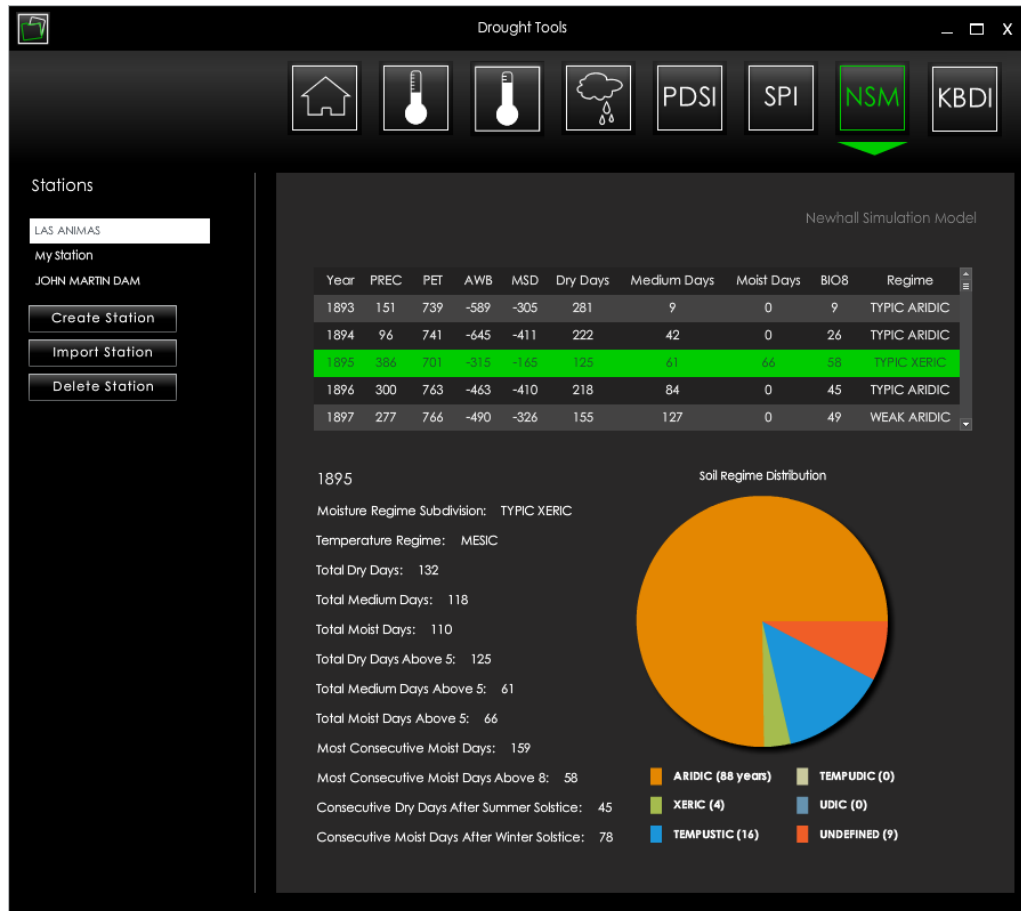 Drought Tools
X
PDSI SPI NSM KBDI
Stations
LAS ANIMAS
My Station
JOHN MARTIN DAM
Create Station
Import Station
Delete Station
Newhall Simulation Model
Year PREC PET AWB MSD Dry Days Medium Days Moist Days BIO8 Regime
1893 151 739 -589 -305 281 9 0 9 TYPIC ARIDIC
1894 96 741 -645 -411 222 42 0 26 TYPIC ARIDIC
1895 386 701 -315 -165 125 61 66 58 TYPIC XERIC
1896 300 763 -463 -410 218 84 0 45 TYPIC ARIDIC
1897 277 766 -490 -326 155 127 0 49 WEAK ARIDIC
1895
Moisture Regime Subdivision: TYPIC XERIC
Temperature Regime: MESIC
Total Dry Days: 132
Total Medium Days: 118
Total Moist Days: 110
Total Dry Days Above 5: 125
Total Medium Days Above 5: 61
Total Moist Days Above 5: 66
Most Consecutive Moist Days: 159
Most Consecutive Moist Days Above 8: 58
Consecutive Dry Days After Summer Solstice: 45
Consecutive Moist Days After Winter Solstice: 78
Soil Regime Distribution
ARIDIC (88 years) TEMPUDIC (0)
XERIC (4) UDIC (0)
TEMPUSTIC (16) UNDEFINED (9)